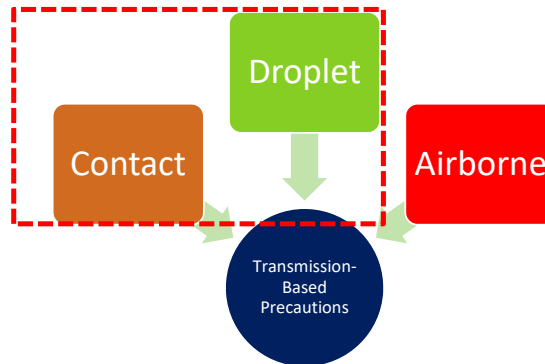 Droplet
Contact
Airborne
Transmission-
Based
Precautions